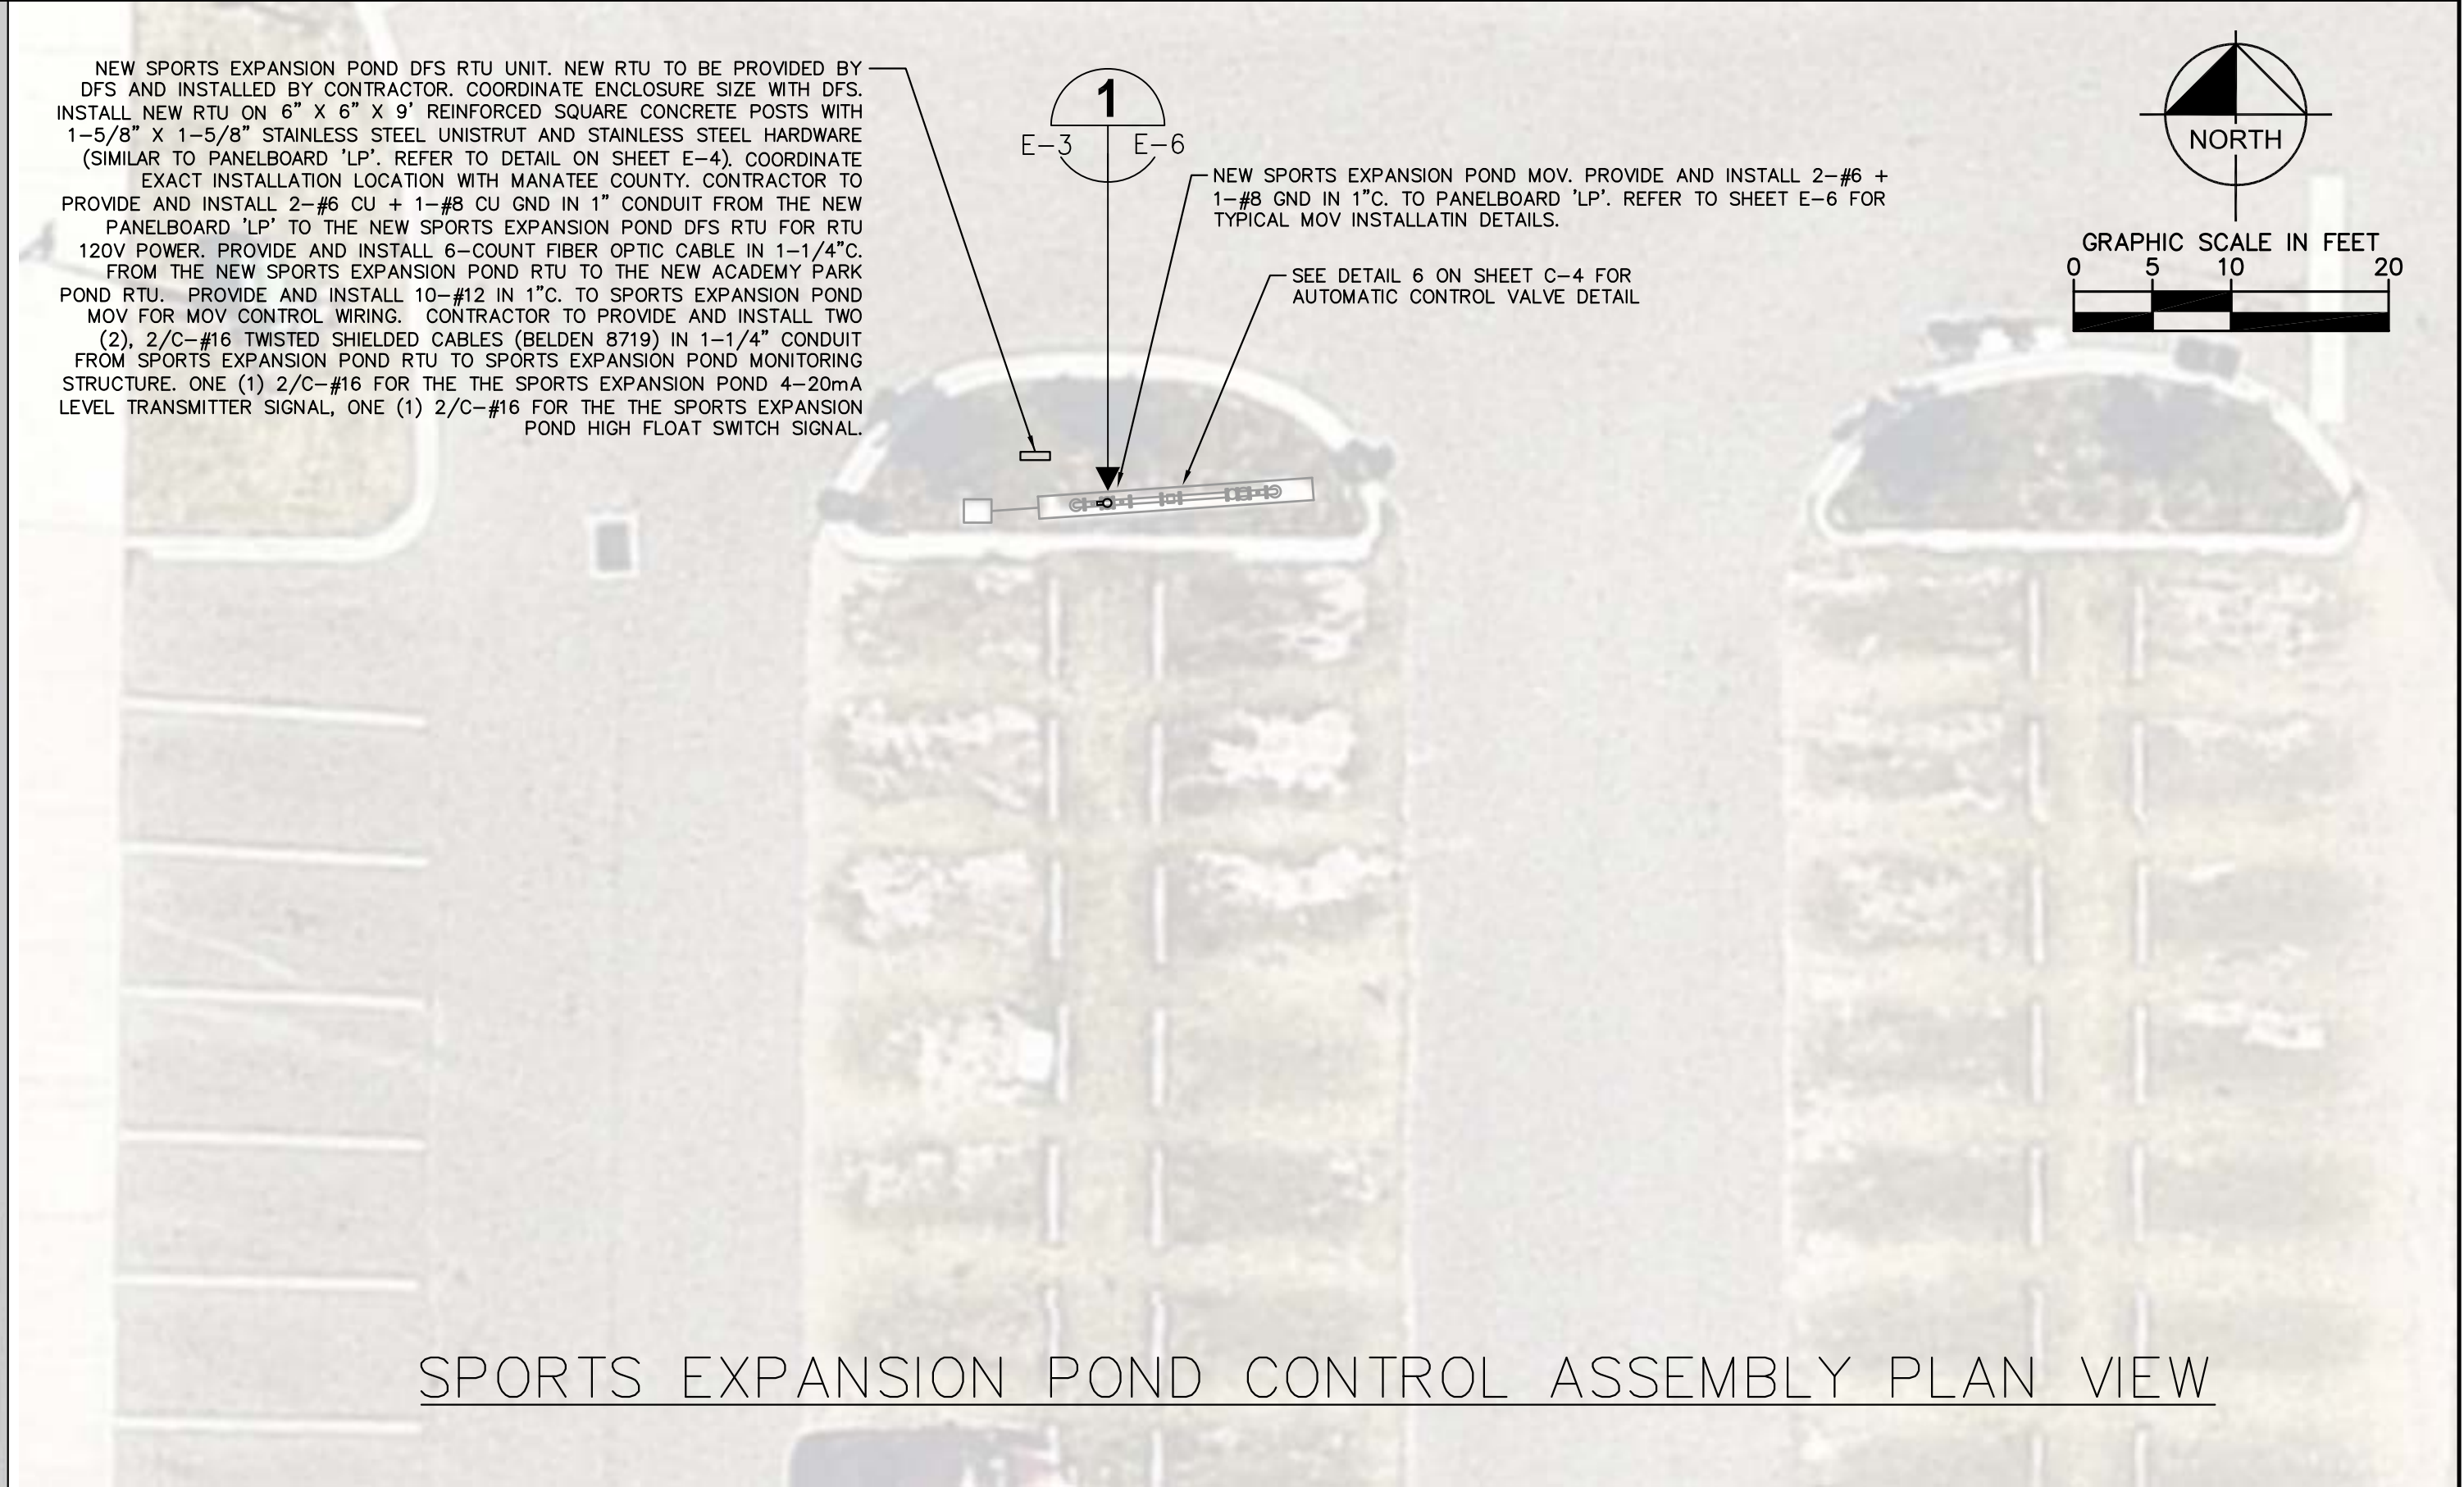 NEW SPORTS EXPANSION POND DFS RTU UNIT. NEW RTU TO BE PROVIDED BY
DFS AND INSTALLED BY CONTRACTOR. COORDINATE ENCLOSURE SIZE WITH DFS.
INSTALL NEW RTU ON 6" X 6" X 9' REINFORCED SQUARE CONCRETE POSTS WITH
1-5/8" X 1-5/8" STAINLESS STEEL UNISTRUT AND STAINLESS STEEL HARDWARE
(SIMILAR TO PANELBOARD 'LP'. REFER TO DETAIL ON SHEET E-4). COORDINATE
EXACT INSTALLATION LOCATION WITH MANATEE COUNTY. CONTRACTOR TO
PROVIDE AND INSTALL 2-#6 CU + 1-#8 CU GND IN 1" CONDUIT FROM THE NEW
PANELBOARD 'LP' TO THE NEW SPORTS EXPANSION POND DFS RTU FOR RTU
120V POWER. PROVIDE AND INSTALL 6-COUNT FIBER OPTIC CABLE IN 1-1/4"C.
FROM THE NEW SPORTS EXPANSION POND RTU TO THE NEW ACADEMY PARK
POND RTU. PROVIDE AND INSTALL 10-#12 IN 1"C. TO SPORTS EXPANSION POND
MOV FOR MOV CONTROL WIRING. CONTRACTOR TO PROVIDE AND INSTALL TWO
(2), 2/C-#16 TWISTED SHIELDED CABLES (BELDEN 8719) IN 1-1/4" CONDUIT
FROM SPORTS EXPANSION POND RTU TO SPORTS EXPANSION POND MONITORING
STRUCTURE. ONE (1) 2/C-#16 FOR THE THE SPORTS EXPANSION POND 4-20mA
LEVEL TRANSMITTER SIGNAL, ONE (1) 2/C-#16 FOR THE THE SPORTS EXPANSION
POND HIGH FLOAT SWITCH SIGNAL.
1
E-3 E-6
NEW SPORTS EXPANSION POND MOV. PROVIDE AND INSTALL 2-#6 +
1-#8 GND IN 1"C. TO PANELBOARD 'LP'. REFER TO SHEET E-6 FOR
TYPICAL MOV INSTALLATIN DETAILS.
SEE DETAIL 6 ON SHEET C-4 FOR
AUTOMATIC CONTROL VALVE DETAIL
NORTH
GRAPHIC SCALE IN FEET
0 5 10 20
SPORTS EXPANSION POND CONTROL ASSEMBLY PLAN VIEW